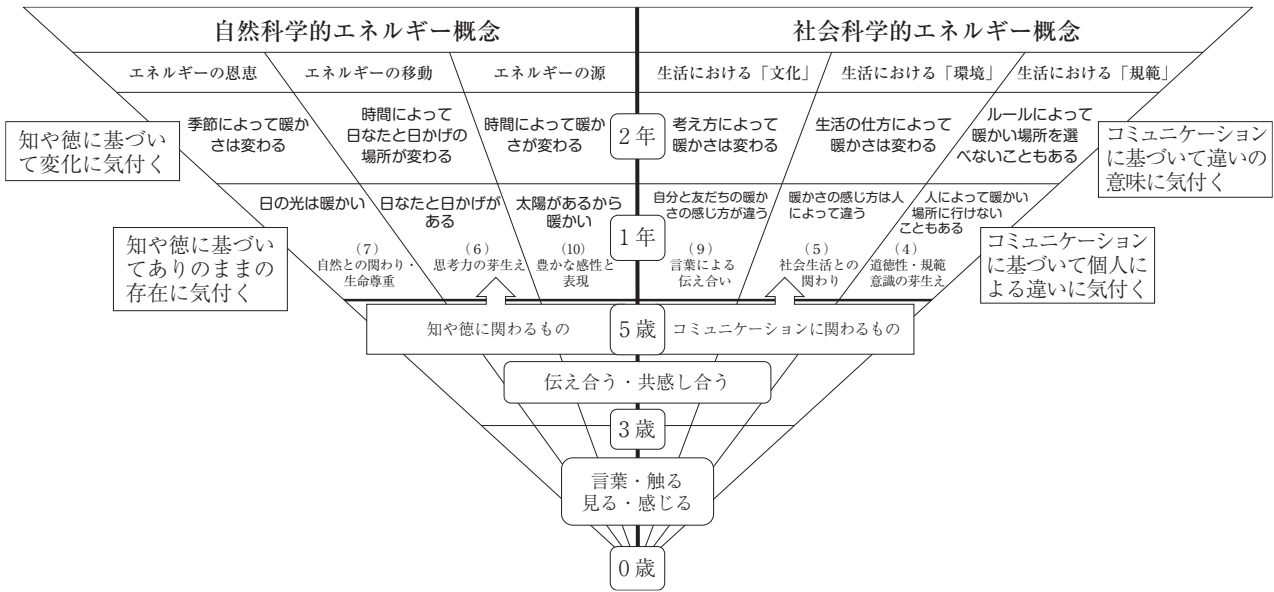 自然科学的エネルギー概念
社会科学的エネルギー概念
エネルギーの恩恵
エネルギーの移動
エネルギーの源
生活における「文化」
生活における「環境」
生活における「規範」
知や徳に基づい
て変化に気付く
季節によって暖か
さは変わる
時間によって
日なたと日かげの
場所が変わる
時間によって暖か
さが変わる
2年
考え方によって
暖かさは変わる
生活の仕方によって
暖かさは変わる
ルールによって
暖かい場所を選
べないこともある
コミュニケーション
に基づいて違いの
意味に気付く
知や徳に基づい
てありのままの
存在に気付く
日の光は暖かい
日なたと日かげが
ある
太陽があるから
暖かい
1年
自分と友だちの暖か
さの感じ方が違う
暖かさの感じ方は人
によって違う
人によって暖かい
場所に行けない
こともある
コミュニケーション
に基づいて個人に
よる違いに気付く
(7)
自然との関わり・
生命尊重
(6)
思考力の芽生え
(10)
豊かな感性と
表現
(9)
言葉による
伝え合い
(5)
社会生活との
関わり
(4)
道徳性・規範
意識の芽生え
知や徳に関わるもの
5歳
コミュニケーションに関わるもの
伝え合う・共感し合う
3歳
言葉・触る
見る・感じる
0歳